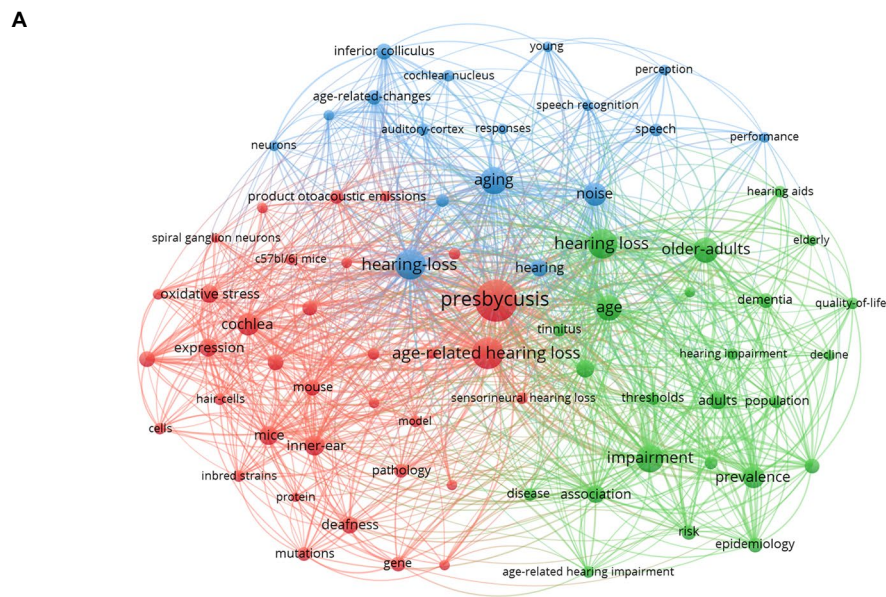 A
young
inferior colliculus
perception
cochlear nucleus
age-related-changes
speech recognition
auditory-cortex
responses
speech
performance
neurons
aging
noise
hearing aids
product otoacoustic emissions
spiral ganglion neurons
hearing loss
older-adults
elderly
c57bl/6j mice
hearing-loss
hearing
oxidative stress
presbycusis
age
dementia
quality-of-life
cochlea
tinnitus
expression
age-related hearing loss
hearing impairment
decline
mouse
hair-cells
sensorineural hearing loss
thresholds
adults
population
model
cells
mice
inner-ear
impairment
pathology
inbred strains
prevalence
protein
disease
association
deafness
risk
epidemiology
mutations
gene
age-related hearing impairment